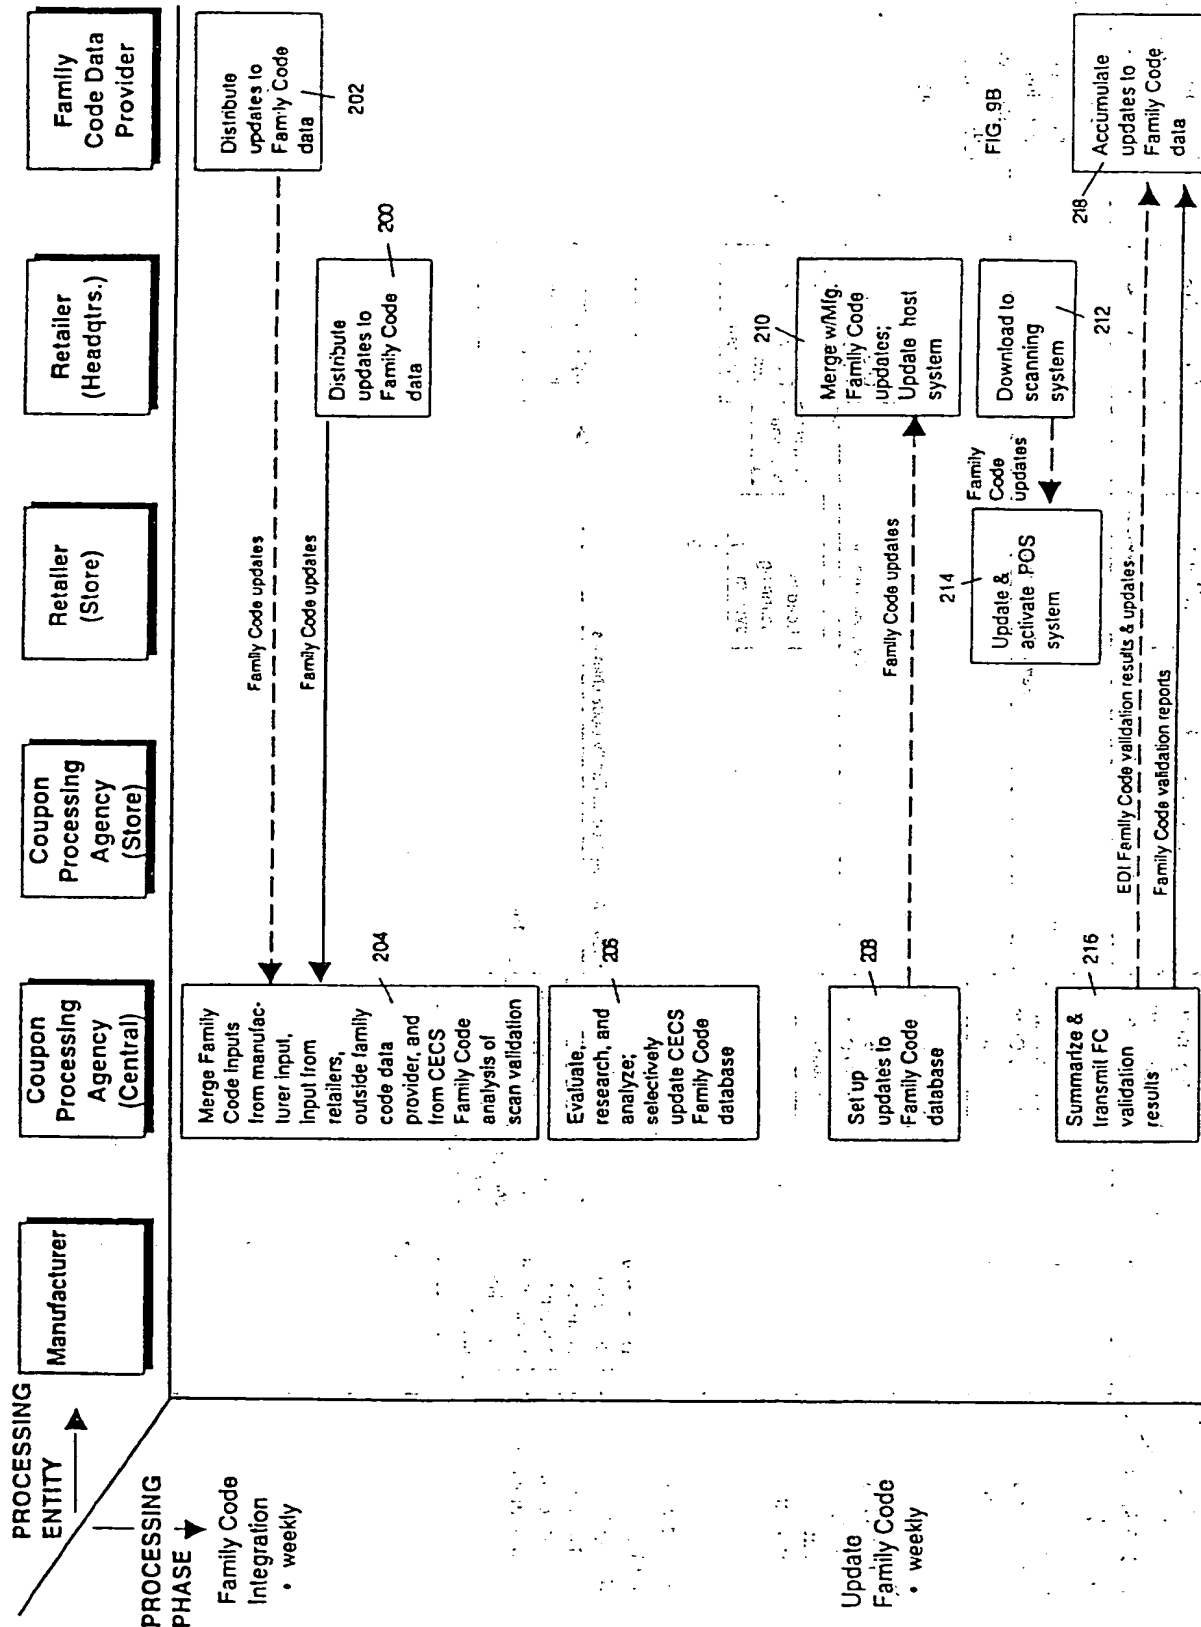 PROCESSING
ENTITY
PROCESSING
PHASE
Manufacturer
Coupon
Processing
Agency
(Central)
Coupon
Processing
Agency
(Store)
Retailer
(Store)
Retailer
(Headqtrs.)
Family
Code Data
Provider
Family Code
Integration
• weekly
Distribute
updates to
Family Code
data
202
Family Code updates
Distribute
updates to
Family Code
data
200
Family Code updates
Merge Family
Code Inputs
from manufac-
turer input,
input from
retailers,
outside family
code data
provider, and
from CECS
Family Code
analysis of
scan validation
204
Evaluate,
research, and
analyze;
selectively
update CECS
Family Code
database
206
Update
Family Code
• weekly
Set up
updates to
Family Code
database
208
Family Code updates
210
Merge w/Mfg.
Family Code
updates;
Update host
system
Download to
scanning
system
212
Family
Code
updates
214
Update &
activate POS
system
FIG. 9B
Summarize &
transmit FC
validation
results
216
EDI Family Code validation results & updates
Family Code validation reports
218
Accumulate
updates to
Family Code
data